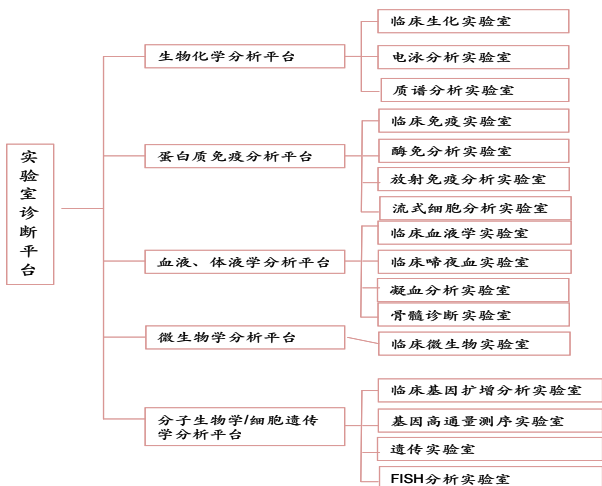 实验室诊断平台
生物化学分析平台
临床生化实验室
电泳分析实验室
质谱分析实验室
蛋白质免疫分析平台
临床免疫实验室
酶免分析实验室
放射免疫分析实验室
流式细胞分析实验室
血液、体液学分析平台
临床血液学实验室
临床啼夜血实验室
凝血分析实验室
骨髓诊断实验室
微生物学分析平台
临床微生物实验室
分子生物学/细胞遗传
学分析平台
临床基因扩增分析实验室
基因高通量测序实验室
遗传实验室
FISH分析实验室